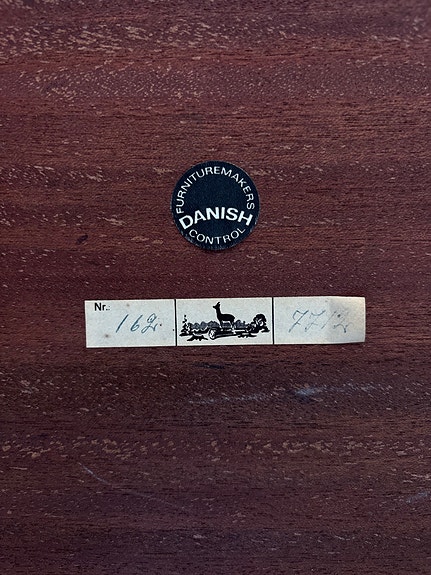 FURNITUREMAKERS
DANISH
CONTROL
Nr.: 162.